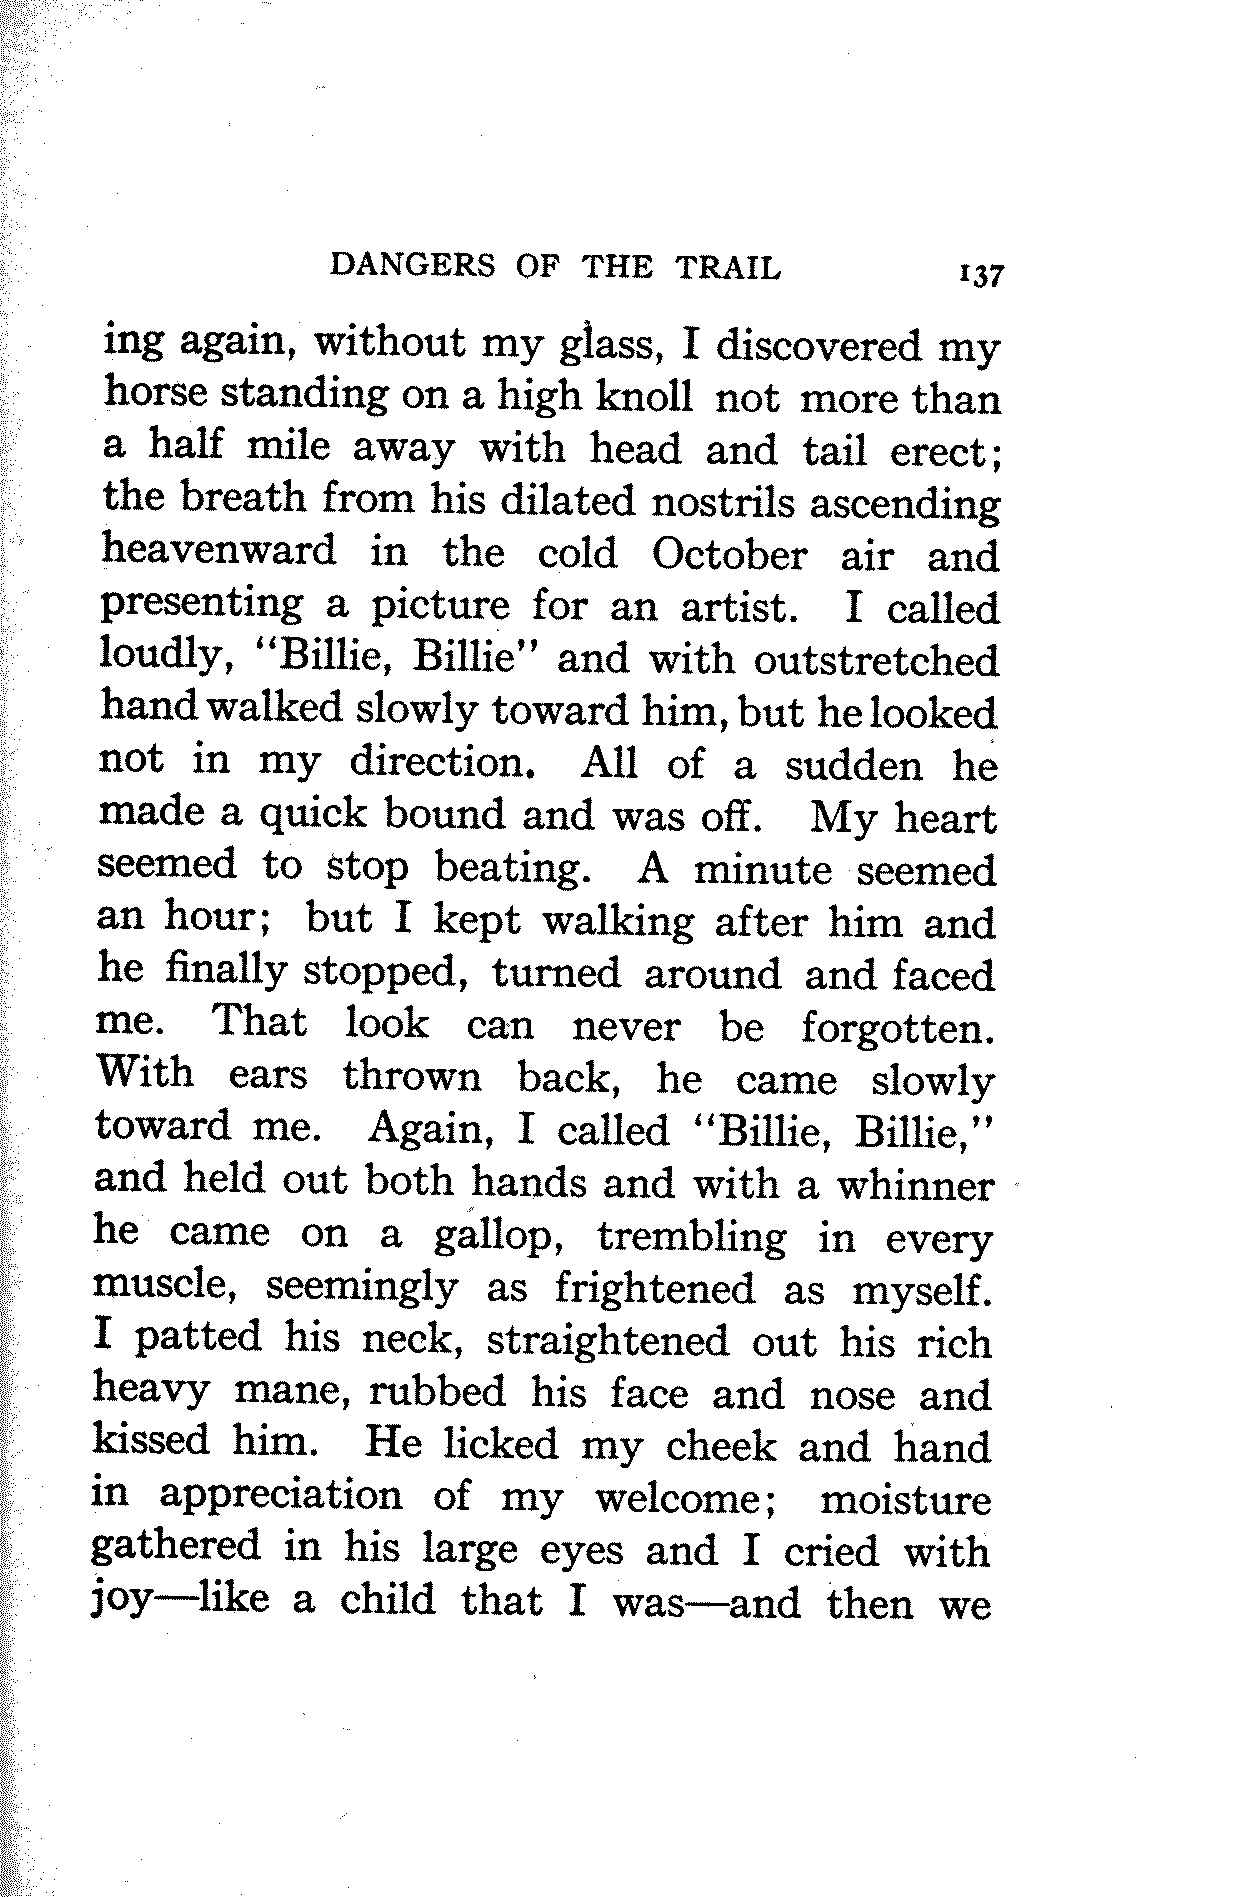 DANGERS OF THE TRAIL 137
ing again, without my glass, I discovered my
horse standing on a high knoll not more than
a half mile away with head and tail erect;
the breath from his dilated nostrils ascending
heavenward in the cold October air and
presenting a picture for an artist. I called
loudly, "Billie, Billie" and with outstretched
hand walked slowly toward him, but he looked
not in my direction. All of a sudden he
made a quick bound and was off. My heart
seemed to stop beating. A minute seemed
an hour; but I kept walking after him and
he finally stopped, turned around and faced
me. That look can never be forgotten.
With ears thrown back, he came slowly
toward me. Again, I called "Billie, Billie,"
and held out both hands and with a whinner
he came on a gallop, trembling in every
muscle, seemingly as frightened as myself.
I patted his neck, straightened out his rich
heavy mane, rubbed his face and nose and
kissed him. He licked my cheek and hand
in appreciation of my welcome; moisture
gathered in his large eyes and I cried with
joy—like a child that I was—and then we